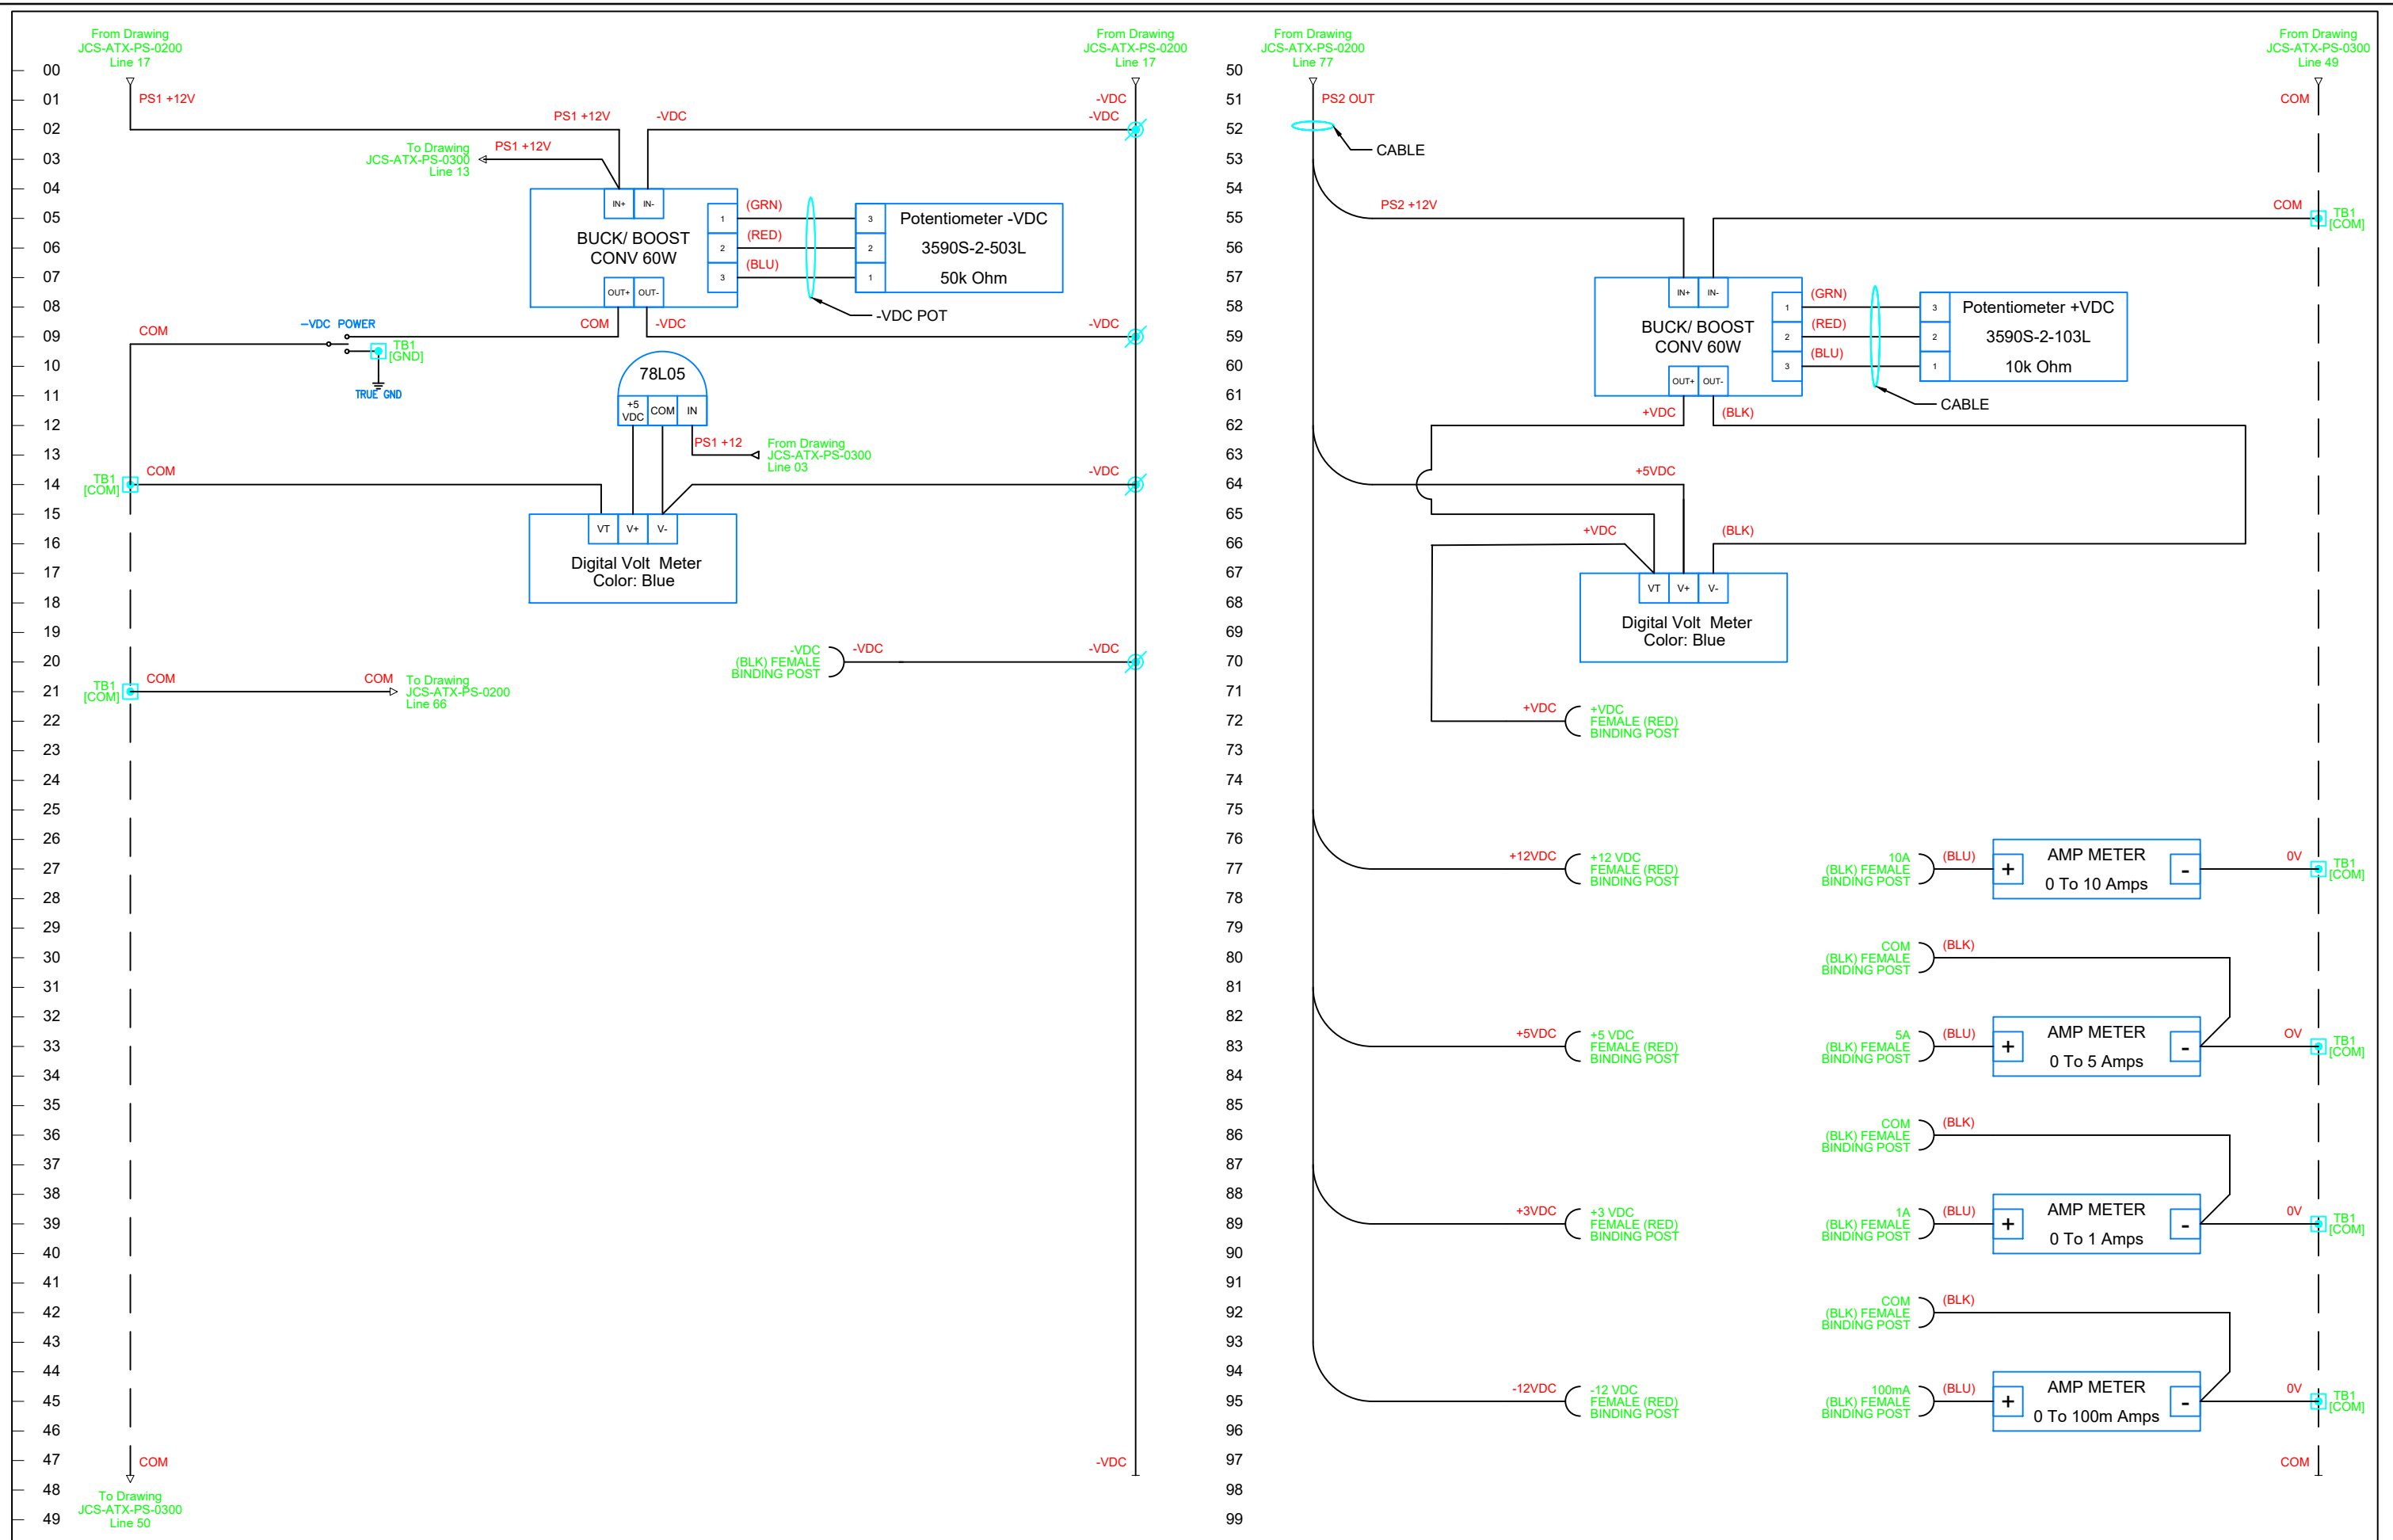 From Drawing
JCS-ATX-PS-0200
Line 17
From Drawing
JCS-ATX-PS-0200
Line 17
00
01
02
03
04
05
06
07
08
09
10
11
12
13
14
15
16
17
18
19
20
21
22
23
24
25
26
27
28
29
30
31
32
33
34
35
36
37
38
39
40
41
42
43
44
45
46
47
48
49
PS1 +12V
PS1 +12V
-VDC
-VDC
-VDC
To Drawing
JCS-ATX-PS-0300
Line 13
PS1 +12V
IN+
IN-
BUCK/ BOOST
CONV 60W
1
2
3
OUT+
OUT-
(GRN)
(RED)
(BLU)
3
2
1
Potentiometer -VDC
3590S-2-503L
50k Ohm
-VDC POT
COM
-VDC POWER
COM
-VDC
-VDC
TB1
[GND]
TRUE GND
78L05
+5
VDC
COM
IN
PS1 +12
From Drawing
JCS-ATX-PS-0300
Line 03
TB1
[COM]
COM
-VDC
VT
V+
V-
Digital Volt Meter
Color: Blue
-VDC
(BLK) FEMALE
BINDING POST
-VDC
-VDC
TB1
[COM]
COM
COM
To Drawing
JCS-ATX-PS-0200
Line 66
COM
-VDC
To Drawing
JCS-ATX-PS-0300
Line 50
From Drawing
JCS-ATX-PS-0200
Line 77
From Drawing
JCS-ATX-PS-0300
Line 49
50
51
52
53
54
55
56
57
58
59
60
61
62
63
64
65
66
67
68
69
70
71
72
73
74
75
76
77
78
79
80
81
82
83
84
85
86
87
88
89
90
91
92
93
94
95
96
97
98
99
PS2 OUT
COM
CABLE
PS2 +12V
COM
TB1
[COM]
IN+
IN-
BUCK/ BOOST
CONV 60W
1
2
3
OUT+
OUT-
(GRN)
(RED)
(BLU)
3
2
1
Potentiometer +VDC
3590S-2-103L
10k Ohm
CABLE
+VDC
(BLK)
+5VDC
+VDC
(BLK)
VT
V+
V-
Digital Volt Meter
Color: Blue
+VDC
+VDC
FEMALE (RED)
BINDING POST
+12VDC
+12 VDC
FEMALE (RED)
BINDING POST
10A
(BLK) FEMALE
BINDING POST
(BLU)
+
AMP METER
0 To 10 Amps
-
0V
TB1
[COM]
COM
(BLK) FEMALE
BINDING POST
(BLK)
+5VDC
+5 VDC
FEMALE (RED)
BINDING POST
5A
(BLK) FEMALE
BINDING POST
(BLU)
+
AMP METER
0 To 5 Amps
-
OV
TB1
[COM]
COM
(BLK) FEMALE
BINDING POST
(BLK)
+3VDC
+3 VDC
FEMALE (RED)
BINDING POST
1A
(BLK) FEMALE
BINDING POST
(BLU)
+
AMP METER
0 To 1 Amps
-
0V
TB1
[COM]
COM
(BLK) FEMALE
BINDING POST
(BLK)
-12VDC
-12 VDC
FEMALE (RED)
BINDING POST
100mA
(BLK) FEMALE
BINDING POST
(BLU)
+
AMP METER
0 To 100m Amps
-
0V
TB1
[COM]
COM